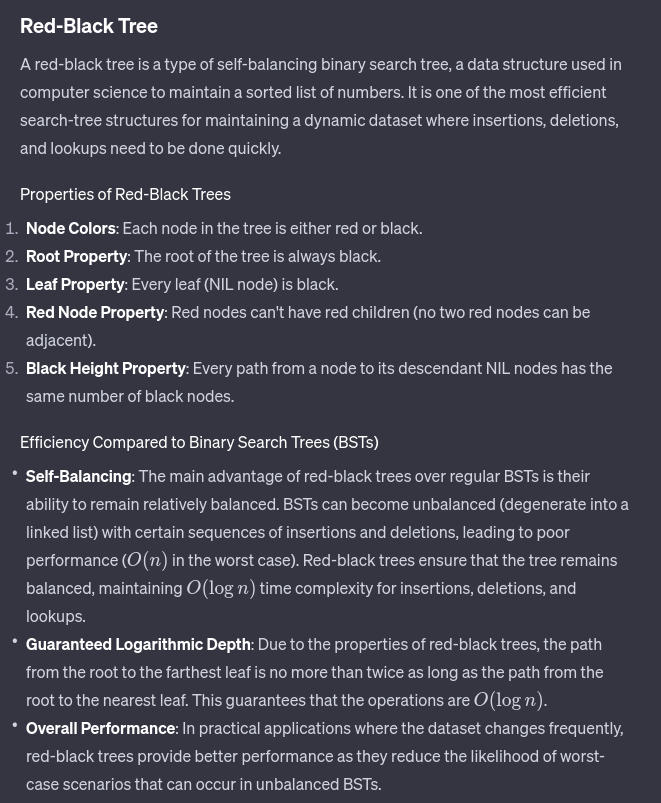 Red-Black Tree
A red-black tree is a type of self-balancing binary search tree, a data structure used in
computer science to maintain a sorted list of numbers. It is one of the most efficient
search-tree structures for maintaining a dynamic dataset where insertions, deletions,
and lookups need to be done quickly.
Properties of Red-Black Trees
1. Node Colors: Each node in the tree is either red or black.
2. Root Property: The root of the tree is always black.
3. Leaf Property: Every leaf (NIL node) is black.
4. Red Node Property: Red nodes can't have red children (no two red nodes can be
adjacent).
5. Black Height Property: Every path from a node to its descendant NIL nodes has the
same number of black nodes.
Efficiency Compared to Binary Search Trees (BSTs)
• Self-Balancing: The main advantage of red-black trees over regular BSTs is their
ability to remain relatively balanced. BSTs can become unbalanced (degenerate into a
linked list) with certain sequences of insertions and deletions, leading to poor
performance (O(n) in the worst case). Red-black trees ensure that the tree remains
balanced, maintaining O(log n) time complexity for insertions, deletions, and
lookups.
• Guaranteed Logarithmic Depth: Due to the properties of red-black trees, the path
from the root to the farthest leaf is no more than twice as long as the path from the
root to the nearest leaf. This guarantees that the operations are O(log n).
• Overall Performance: In practical applications where the dataset changes frequently,
red-black trees provide better performance as they reduce the likelihood of worst-
case scenarios that can occur in unbalanced BSTs.